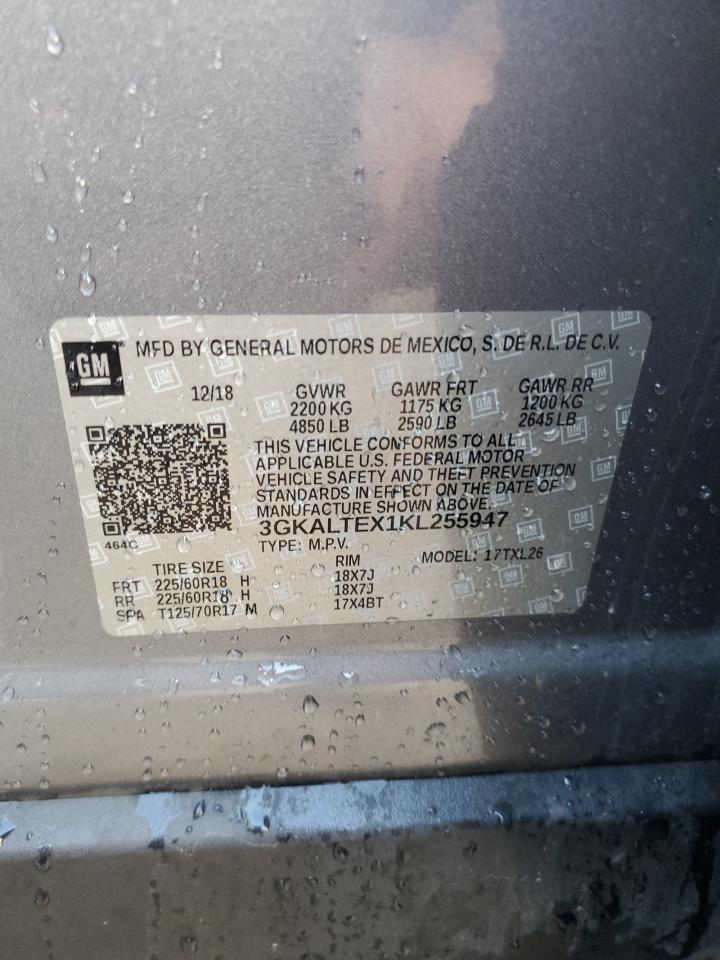 GM MFD BY GENERAL MOTORS DE MEXICO, S. DE R.L. DE C.V.
12/18 GVWR GAWR FRT GAWR RR
2200 KG 1175 KG 1200 KG
4850 LB 2590 LB 2645 LB
THIS VEHICLE CONFORMS TO ALL
APPLICABLE U.S. FEDERAL MOTOR
VEHICLE SAFETY AND THEFT PREVENTION
STANDARDS IN EFFECT ON THE DATE OF
MANUFACTURE SHOWN ABOVE.
3GKALTEX1KL255947
464C
TYPE: M.P.V. MODEL: 17TXL26
TIRE SIZE RIM
FRT 225/60R18 H 18X7J
RR 225/60R18 H 18X7J
SPA T125/70R17 M 17X4BT